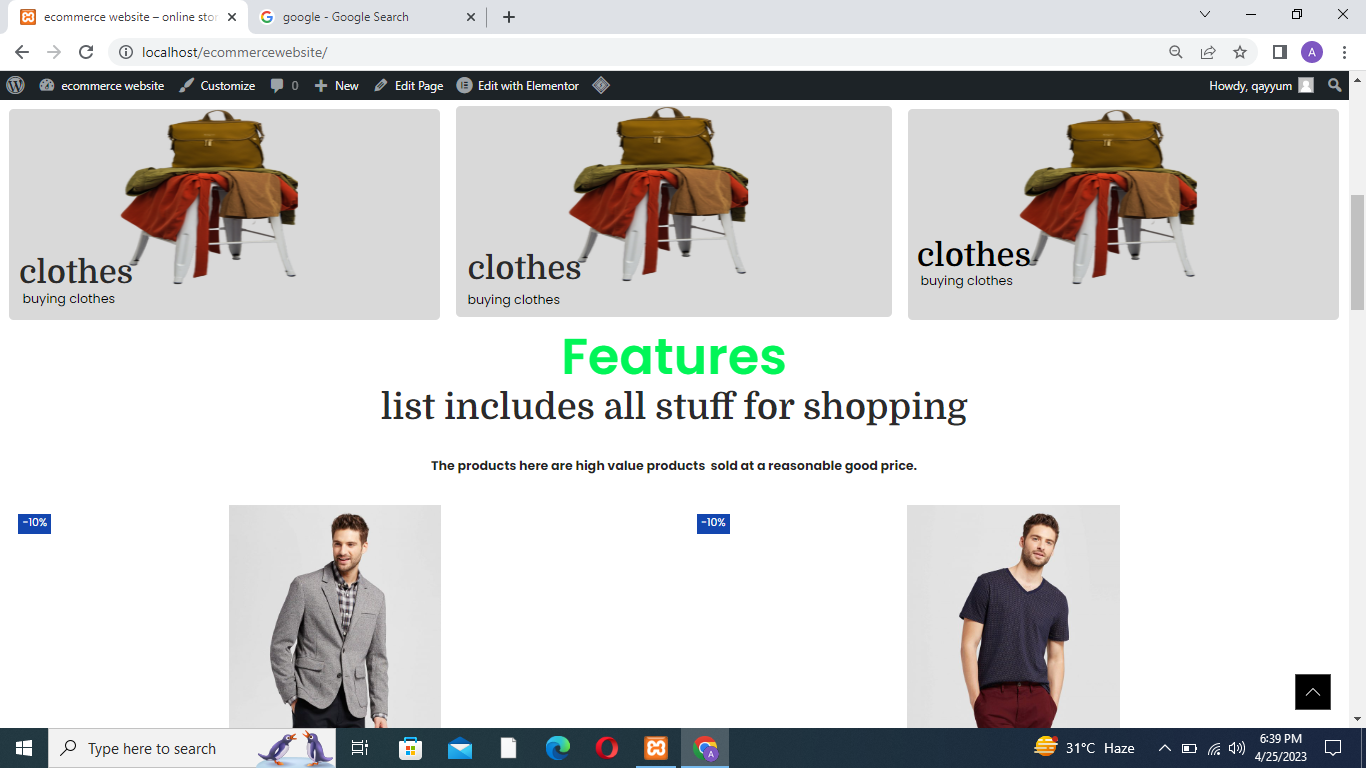 ecommerce website – online stor
google - Google Search
localhost/ecommercewebsite/
A
ecommerce website
Customize
0
New
Edit Page
Edit with Elementor
Howdy, qayyum
clothes
buying clothes
clothes
buying clothes
clothes
buying clothes
Features
list includes all stuff for shopping
The products here are high value products  sold at a reasonable good price.
-10%
-10%
Type here to search
A
31°C Haze
6:39 PM
4/25/2023